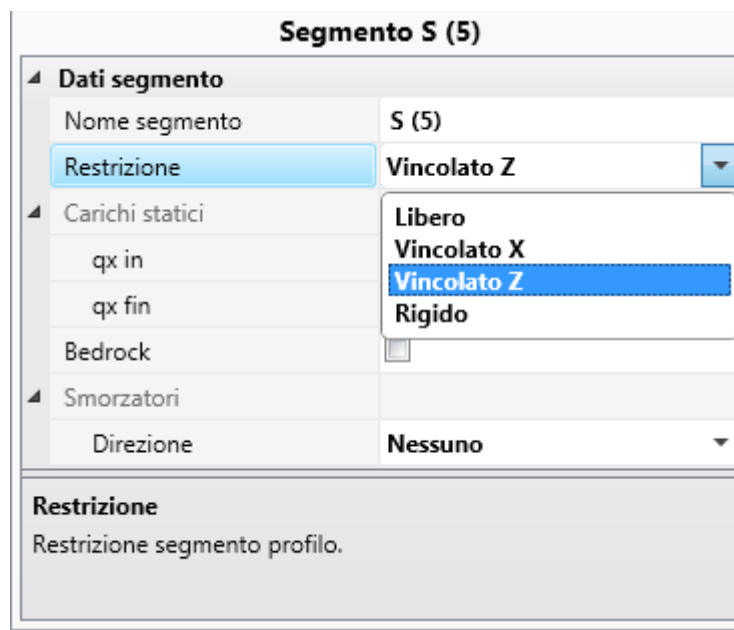 Segmento S (5)
Dati segmento
Nome segmento S (5)
Restrizione Vincolato Z
Carichi statici
Libero
Vincolato X
qx in
Vincolato Z
qx fin
Rigido
Bedrock
Smorzatori
Direzione Nessuno
Restrizione
Restrizione segmento profilo.